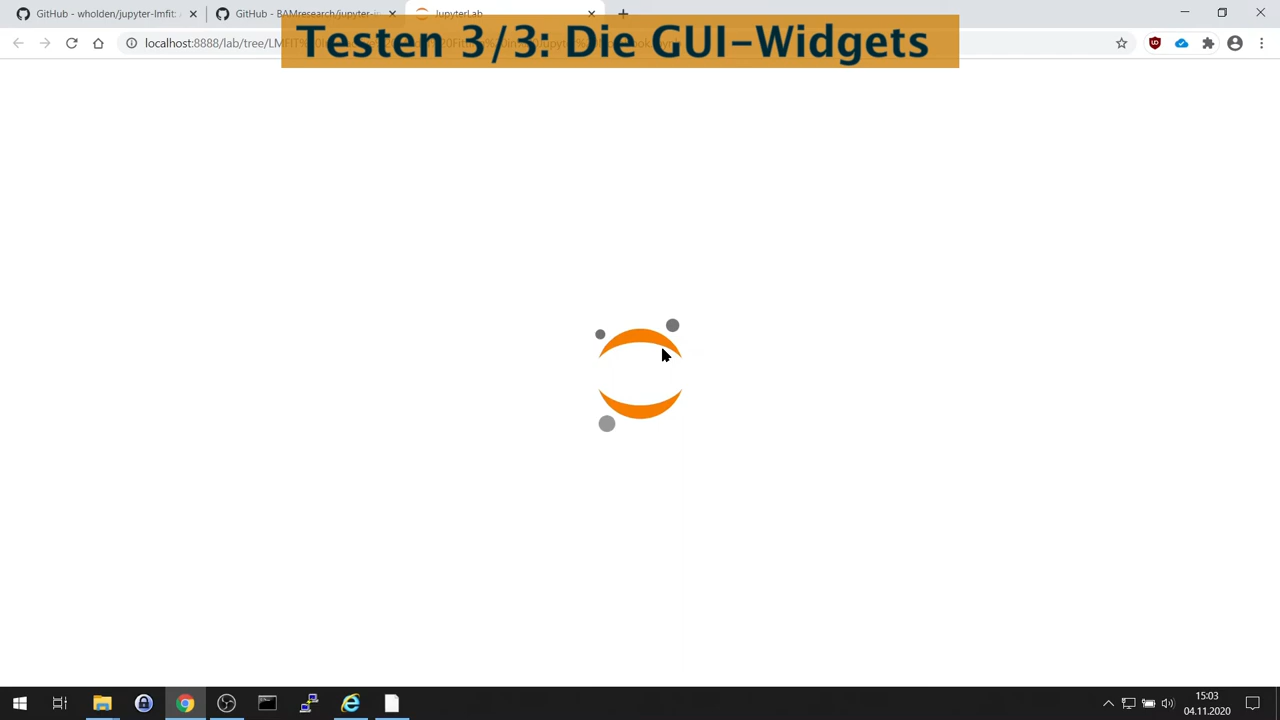 GitHub - wholden/jupyter-lmfit:
GitHub - BAMresearch/jupyter-i
JupyterLab
Testen 3/3: Die GUI-Widgets
localhost:8888/lab/tree/LMFIT
15:03
04.11.2020